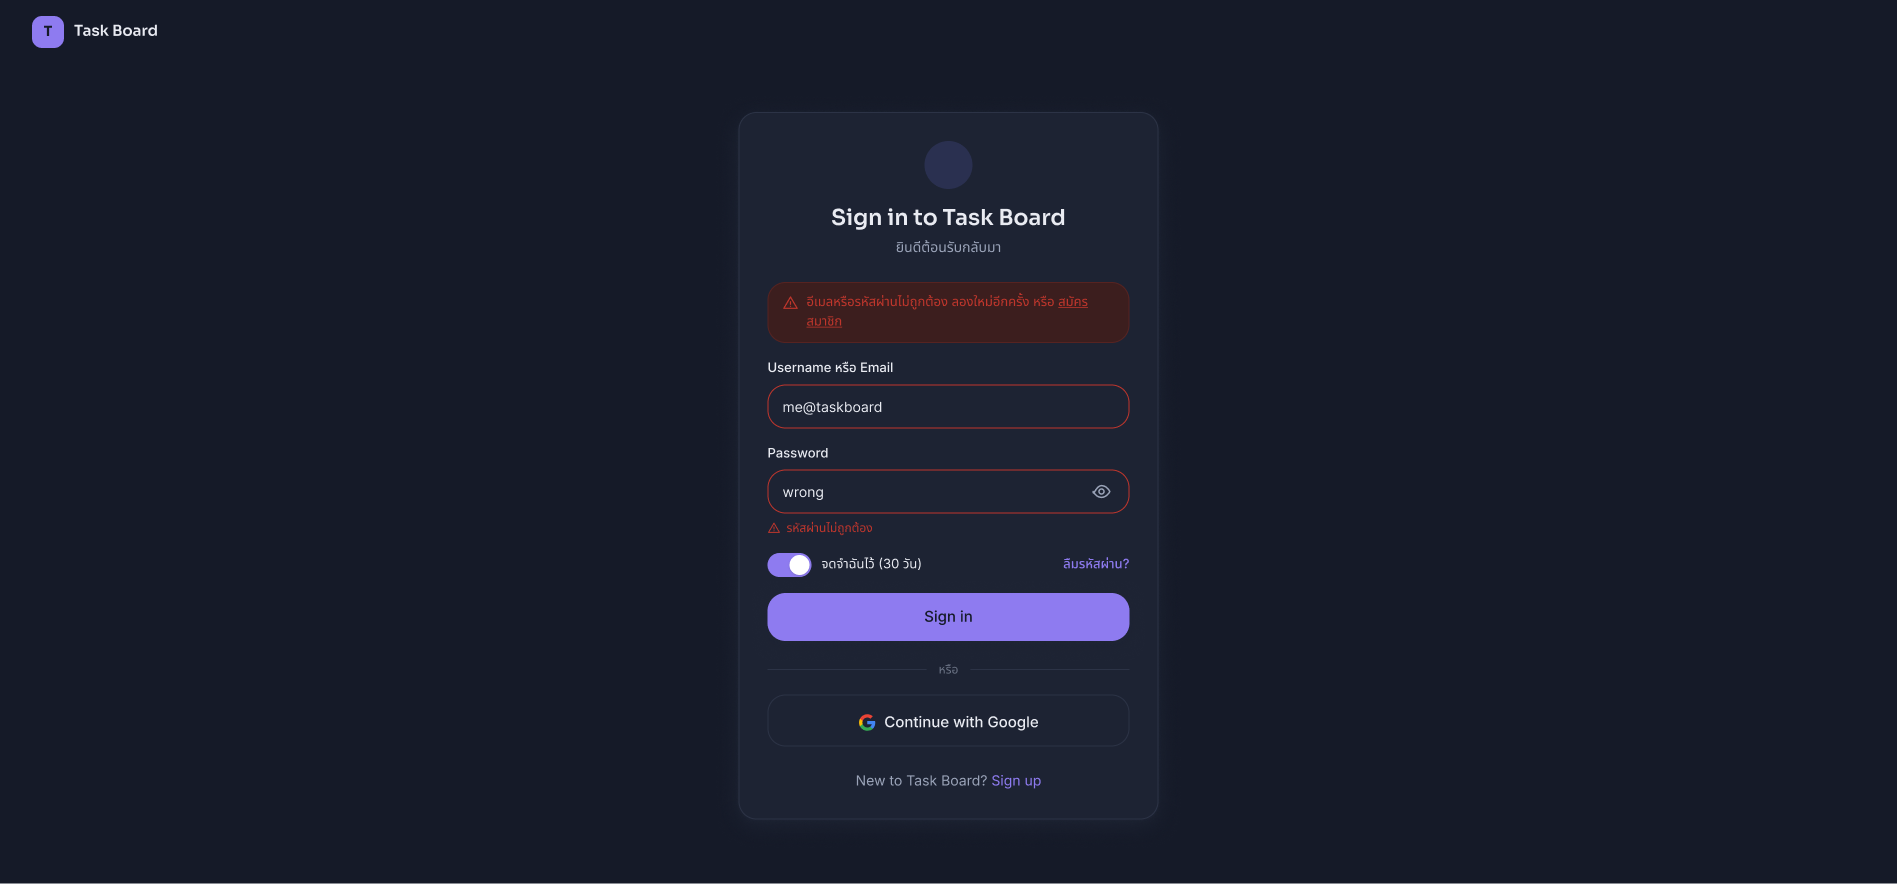 T Task Board
Sign in to Task Board
ยินดีต้อนรับกลับมา
อีเมลหรือรหัสผ่านไม่ถูกต้อง ลองใหม่อีกครั้ง หรือ สมัคร
สมาชิก
Username หรือ Email
me@taskboard
Password
wrong
รหัสผ่านไม่ถูกต้อง
จดจำฉันไว้ (30 วัน) ลืมรหัสผ่าน?
Sign in
หรือ
Continue with Google
New to Task Board? Sign up